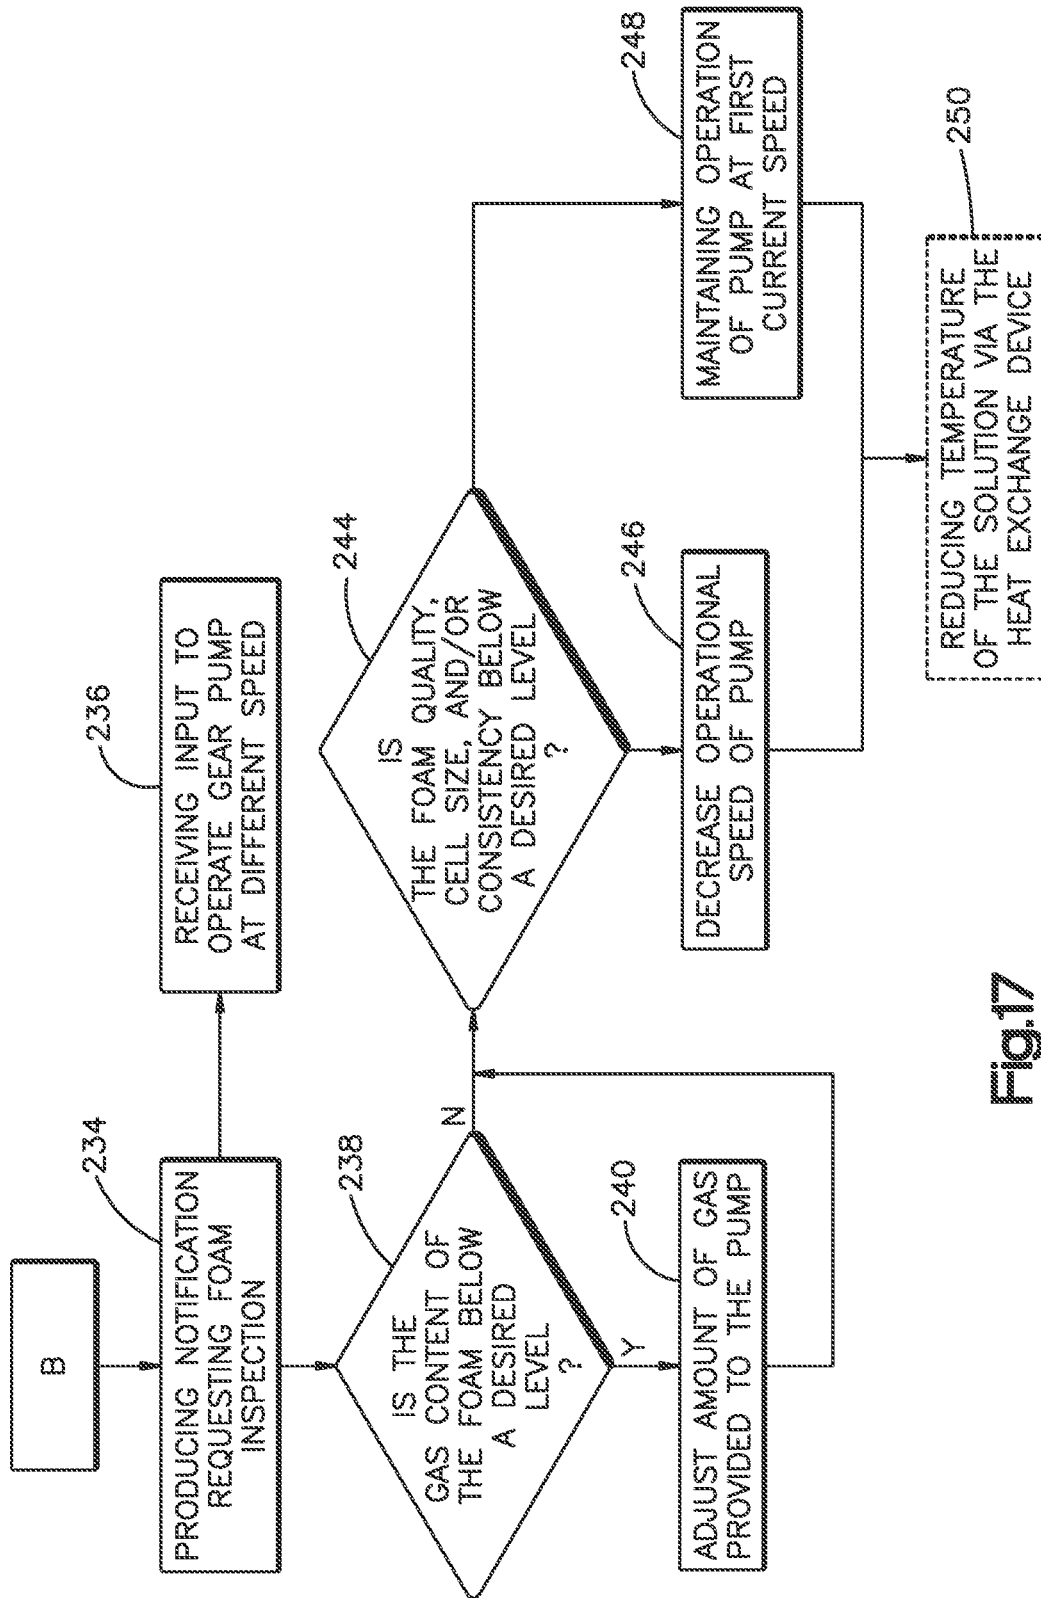 B
234
PRODUCING NOTIFICATION
REQUESTING FOAM
INSPECTION
236
RECEIVING INPUT TO
OPERATE GEAR PUMP
AT DIFFERENT SPEED
238
IS THE
GAS CONTENT OF
THE FOAM BELOW
A DESIRED
LEVEL
?
N
Y
240
ADJUST AMOUNT OF GAS
PROVIDED TO THE PUMP
244
IS
THE FOAM QUALITY,
CELL SIZE, AND/OR
CONSISTENCY BELOW
A DESIRED LEVEL
?
246
DECREASE OPERATIONAL
SPEED OF PUMP
248
MAINTAINING OPERATION
OF PUMP AT FIRST
CURRENT SPEED
250
REDUCING TEMPERATURE
OF THE SOLUTION VIA THE
HEAT EXCHANGE DEVICE
Fig.17